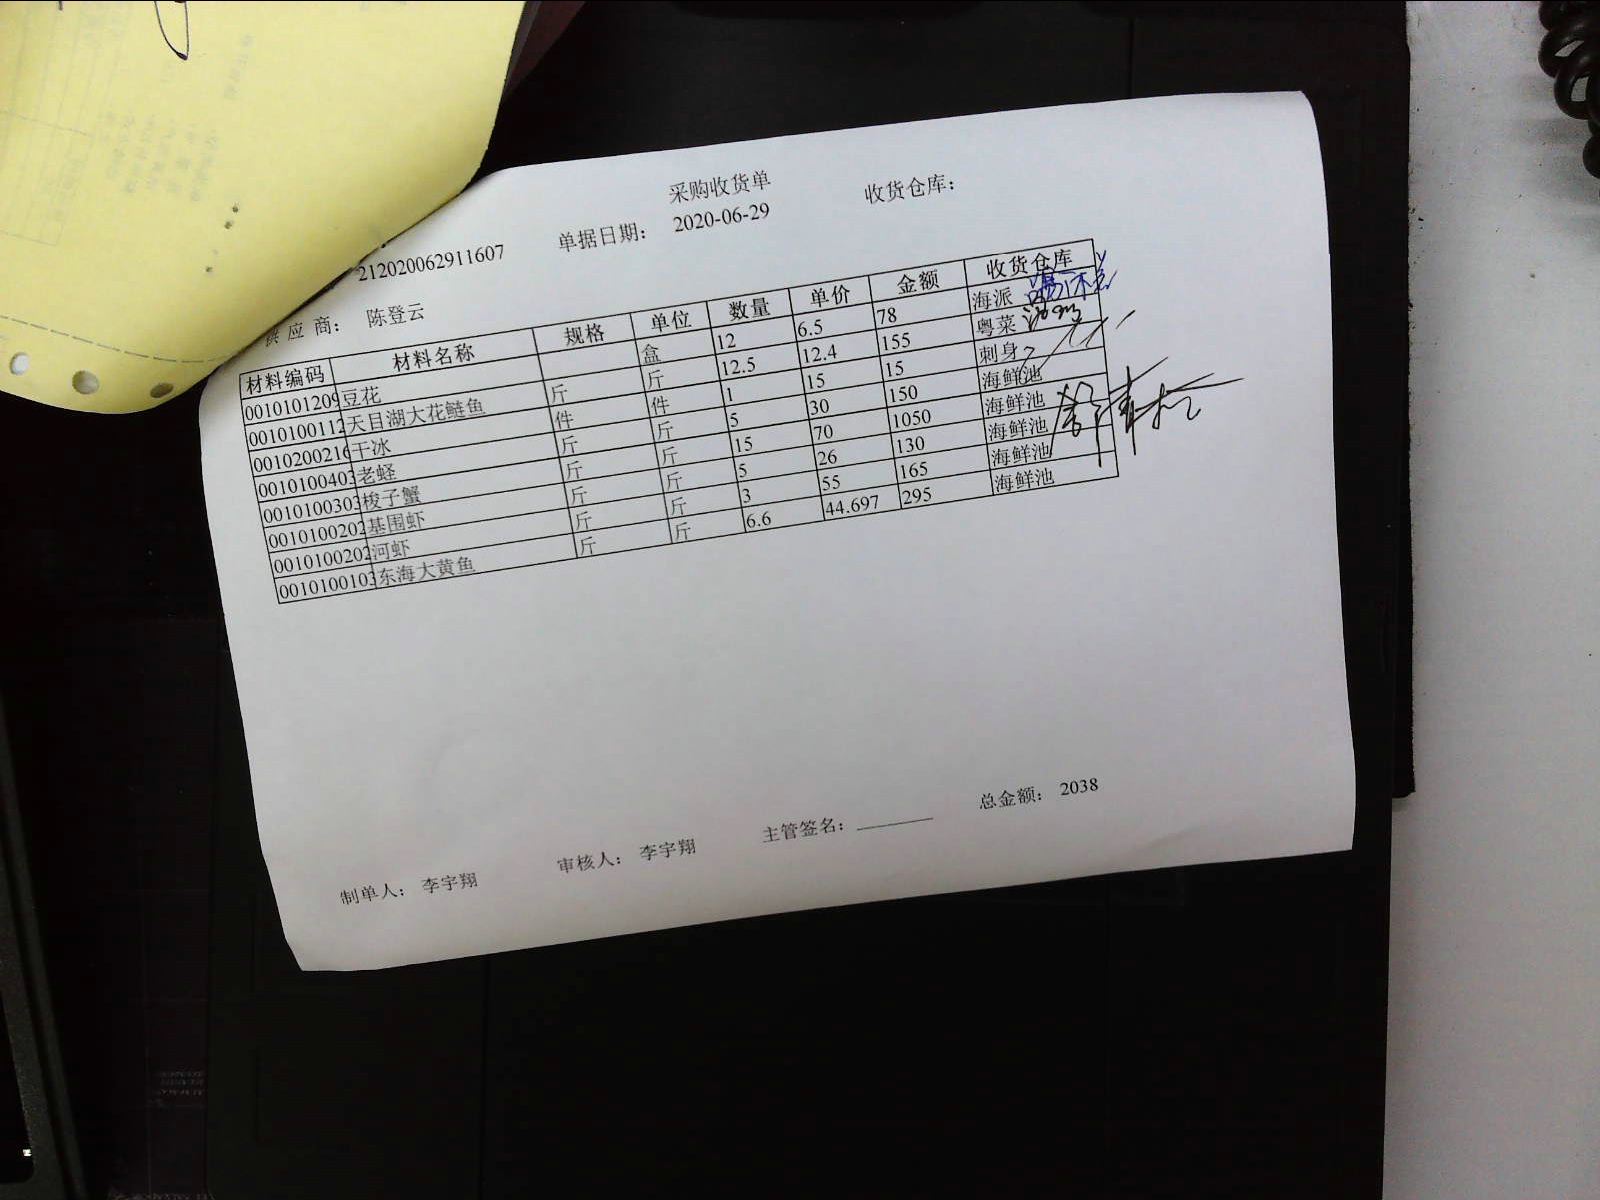 采购收货单
212020062911607 单据日期: 2020-06-29 收货仓库:
供应商: 陈登云
材料编码 材料名称 规格 单位 数量 单价 金额 收货仓库
0010101209 豆花 盒 12 6.5 78 海派
0010100112 天目湖大花鲢鱼 斤 斤 12.5 12.4 155 粤菜
0010200216 干冰 件 件 1 15 15 刺身
0010100403 老蛏 斤 斤 5 30 150 海鲜池
0010100303 梭子蟹 斤 斤 15 70 1050 海鲜池
0010100202 基围虾 斤 斤 5 26 130 海鲜池
0010100202 河虾 斤 斤 3 55 165 海鲜池
0010100103 东海大黄鱼 斤 斤 6.6 44.697 295 海鲜池
制单人: 李宇翔 审核人: 李宇翔 主管签名: 总金额: 2038